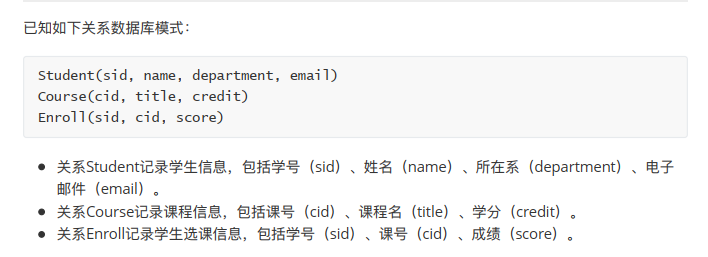 已知如下关系数据库模式：
Student(sid, name, department, email)
Course(cid, title, credit)
Enroll(sid, cid, score)
● 关系Student记录学生信息，包括学号（sid）、姓名（name）、所在系（department）、电子
邮件（email）。
● 关系Course记录课程信息，包括课号（cid）、课程名（title）、学分（credit）。
● 关系Enroll记录学生选课信息，包括学号（sid）、课号（cid）、成绩（score）。